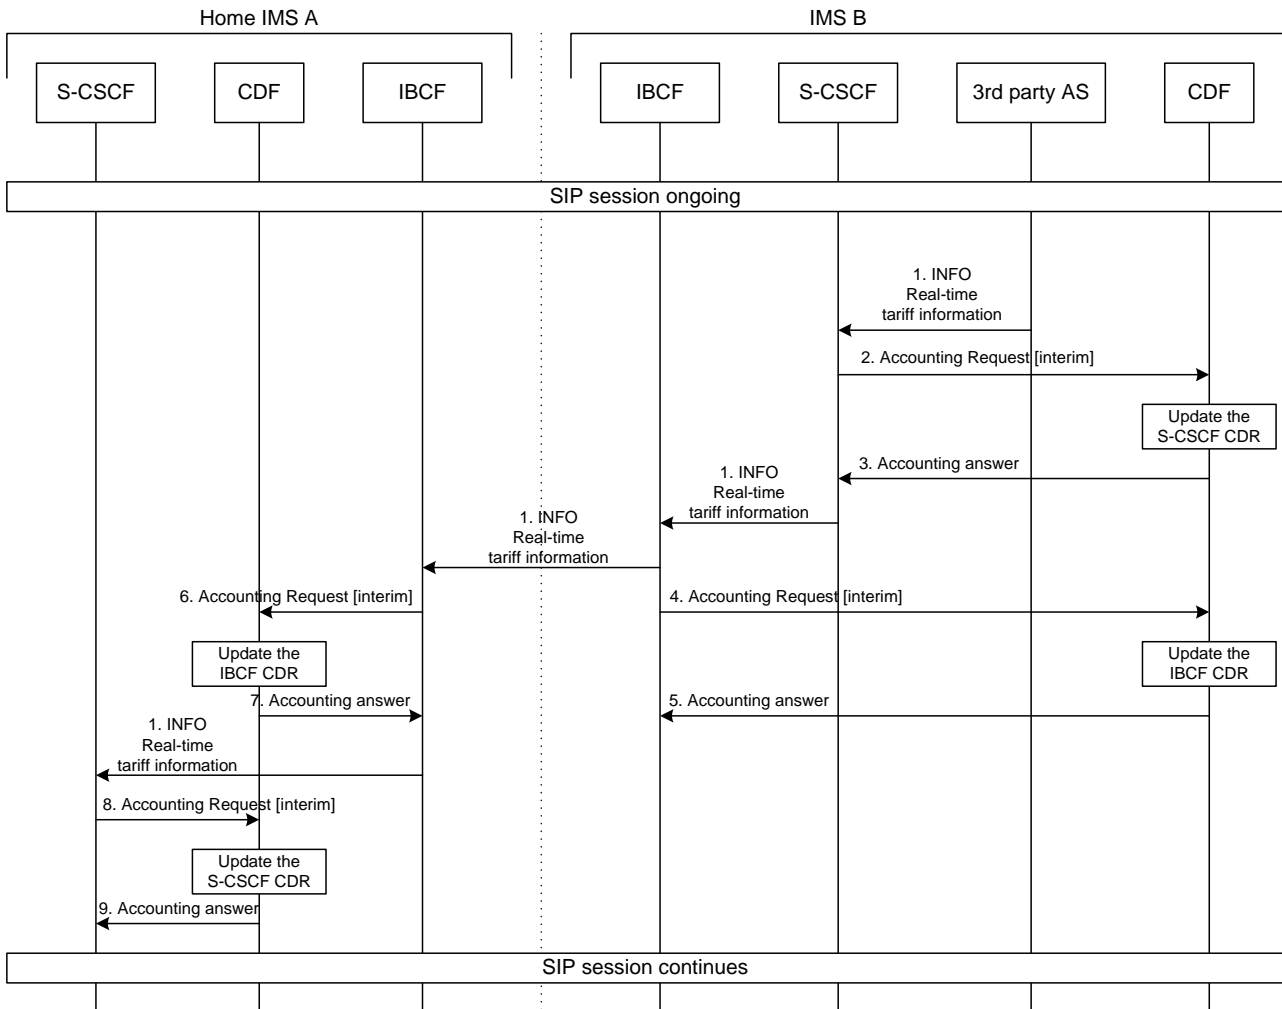 Home IMS A
IMS B
S-CSCF
CDF
IBCF
IBCF
S-CSCF
3rd party AS
CDF
SIP session ongoing
1. INFO
Real-time
tariff information
2. Accounting Request [interim]
Update the
S-CSCF CDR
3. Accounting answer
1. INFO
Real-time
tariff information
1. INFO
Real-time
tariff information
6. Accounting Request [interim]
4. Accounting Request [interim]
Update the
IBCF CDR
Update the
IBCF CDR
7. Accounting answer
5. Accounting answer
1. INFO
Real-time
tariff information
8. Accounting Request [interim]
Update the
S-CSCF CDR
9. Accounting answer
SIP session continues